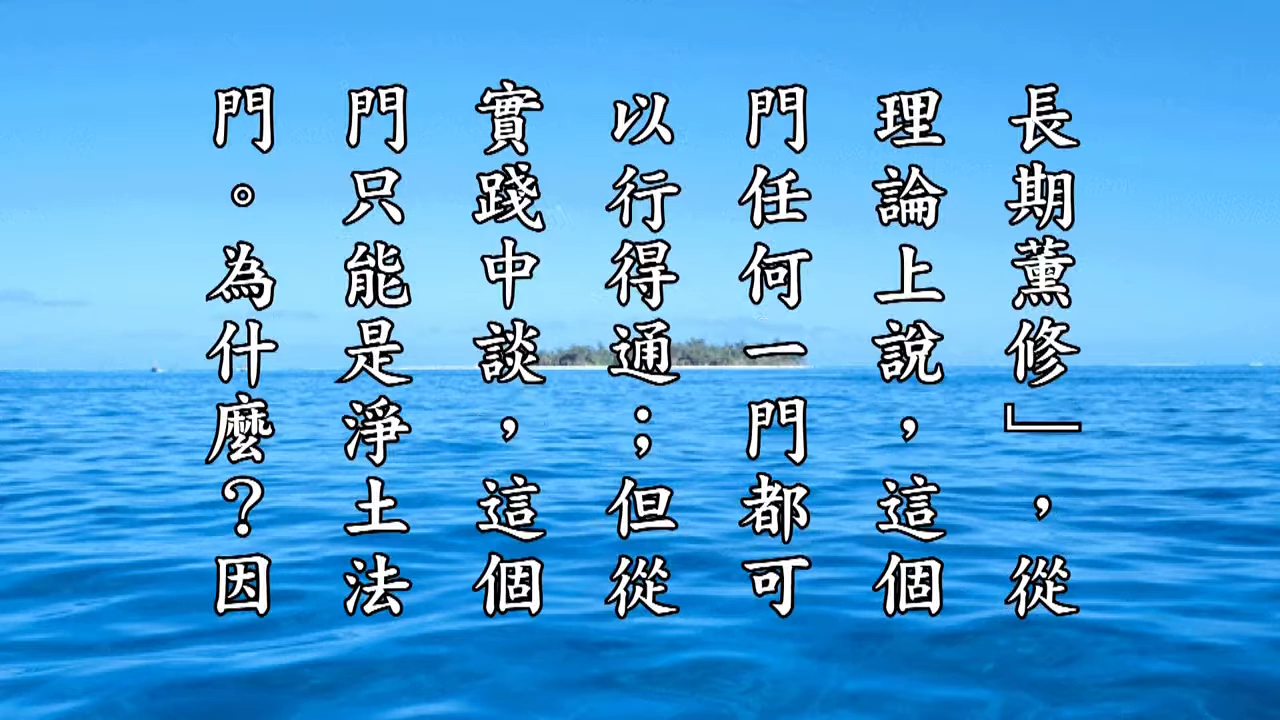 長期薰修」，從
理論上說，這個
門任何一門都可
以行得通；但從
實踐中談，這個
門只能是淨土法
門。為什麼？因